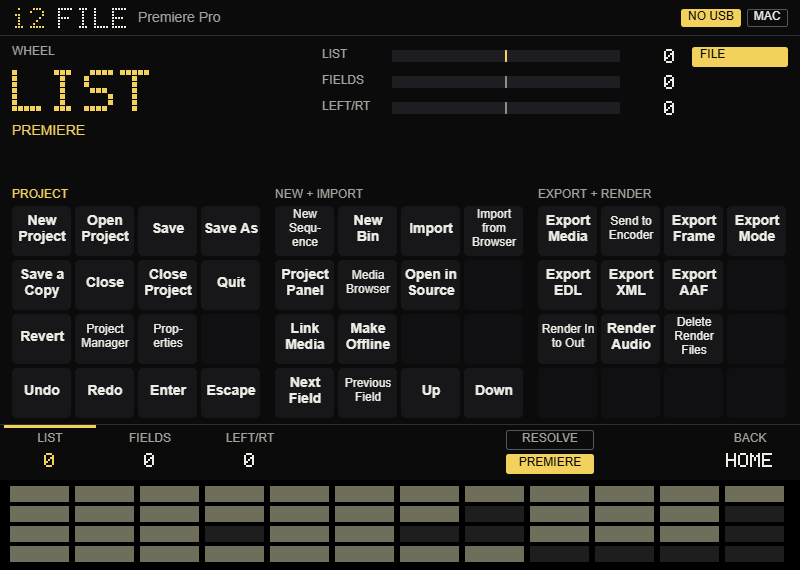 i2 FILE Premiere Pro NO USB MAC
WHEEL
LIST
PREMIERE
LIST 0 FILE
FIELDS 0
LEFT/RT 0
PROJECT NEW + IMPORT EXPORT + RENDER
New
Project
Open
Project
Save
Save As
New
Sequ-
ence
New
Bin
Import
Import
from
Browser
Export
Media
Send to
Encoder
Export
Frame
Export
Mode
Save a
Copy
Close
Close
Project
Quit
Project
Panel
Media
Browser
Open in
Source
Export
EDL
Export
XML
Export
AAF
Revert
Project
Manager
Prop-
erties
Link
Media
Make
Offline
Render In
to Out
Render
Audio
Delete
Render
Files
Undo
Redo
Enter
Escape
Next
Field
Previous
Field
Up
Down
LIST FIELDS LEFT/RT RESOLVE BACK
0 0 0 PREMIERE HOME